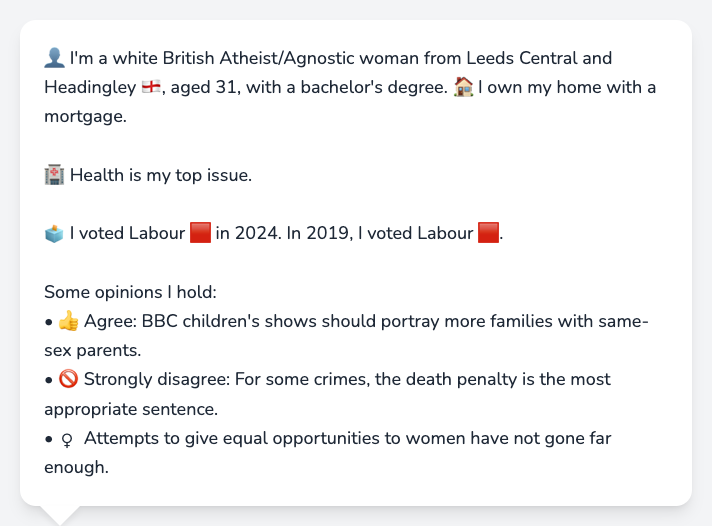 👤 I'm a white British Atheist/Agnostic woman from Leeds Central and
Headingley 🏴󠁧󠁢󠁥󠁮󠁧󠁿, aged 31, with a bachelor's degree. 🏠 I own my home with a
mortgage.
🏥 Health is my top issue.
🗳️ I voted Labour 🟥 in 2024. In 2019, I voted Labour 🟥.
Some opinions I hold:
• 👍 Agree: BBC children's shows should portray more families with same-
sex parents.
• 🚫 Strongly disagree: For some crimes, the death penalty is the most
appropriate sentence.
• ♀ Attempts to give equal opportunities to women have not gone far
enough.